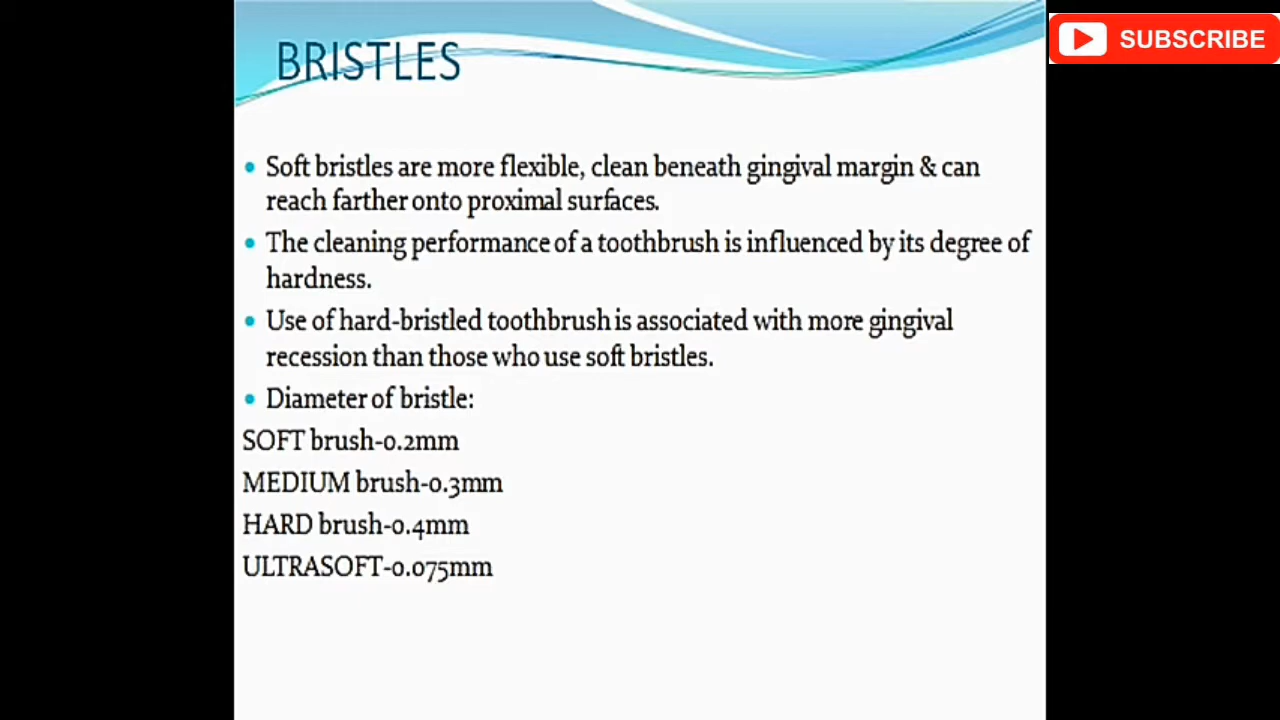 BRISTLES
SUBSCRIBE
• Soft bristles are more flexible, clean beneath gingival margin & can
reach farther onto proximal surfaces.
• The cleaning performance of a toothbrush is influenced by its degree of
hardness.
• Use of hard-bristled toothbrush is associated with more gingival
recession than those who use soft bristles.
• Diameter of bristle:
SOFT brush-0.2mm
MEDIUM brush-0.3mm
HARD brush-0.4mm
ULTRASOFT-0.075mm